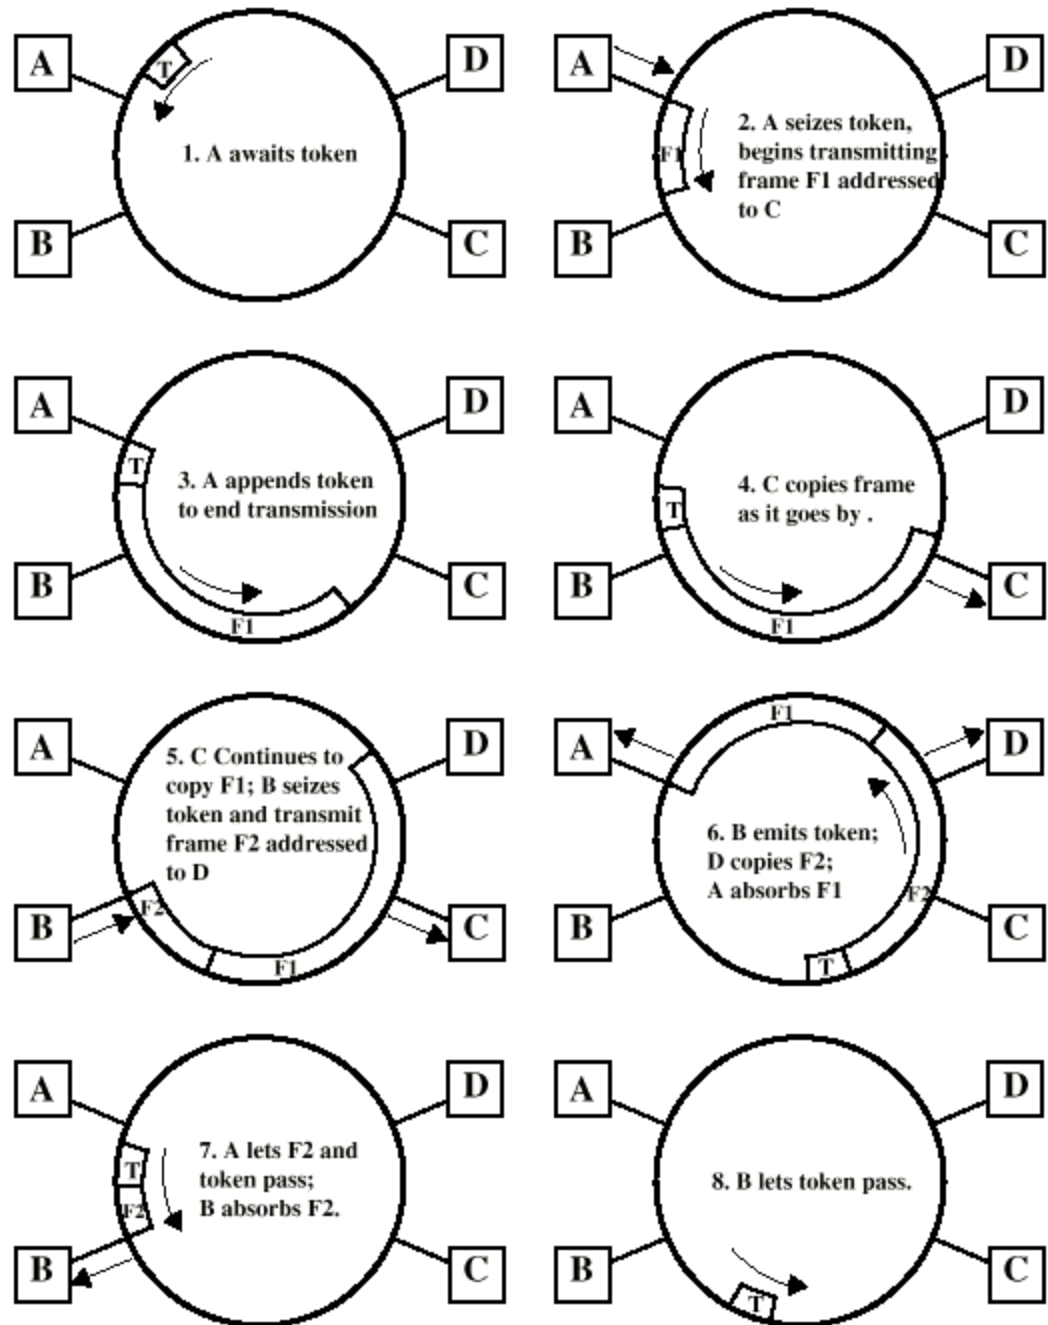 A
D
T
1. A awaits token
B
C
A
D
2. A seizes token,
begins transmitting
F1
frame F1 addressed
to C
B
C
A
D
T
3. A appends token
to end transmission
B
C
F1
A
D
4. C copies frame
as it goes by .
T
B
C
F1
A
D
5. C Continues to
copy F1; B seizes
token and transmit
frame F2 addressed
to D
F2
B
C
F1
F1
A
D
6. B emits token;
D copies F2;
A absorbs F1
F2
B
C
T
A
D
7. A lets F2 and
token pass;
B absorbs F2.
T
F2
B
C
A
D
8. B lets token pass.
B
C
T